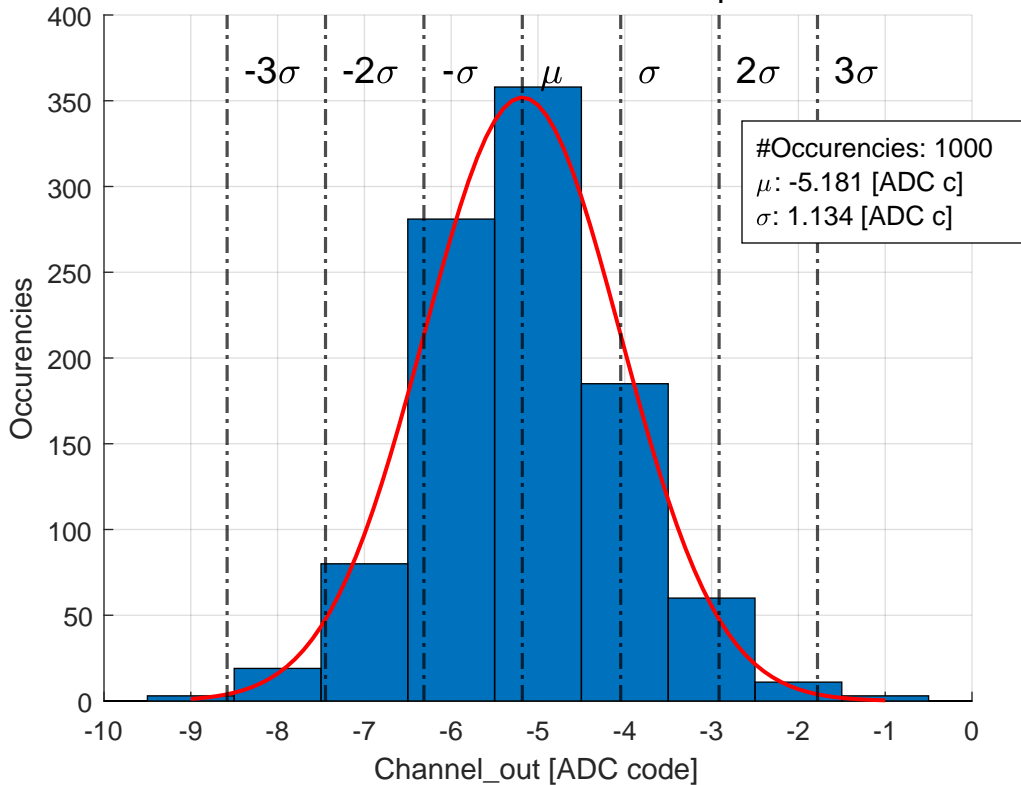 -3σ -2σ -σ μ σ 2σ 3σ
#Occurencies: 1000
μ: -5.181 [ADC c]
σ: 1.134 [ADC c]
400
350
300
250
200
150
100
50
0
Occurencies
-10 -9 -8 -7 -6 -5 -4 -3 -2 -1 0
Channel_out [ADC code]